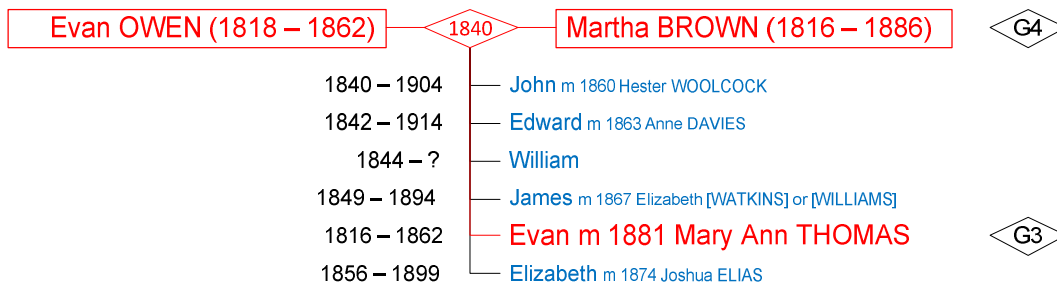 Evan OWEN (1818 – 1862) 1840 Martha BROWN (1816 – 1886) G4
1840 – 1904 John m 1860 Hester WOOLCOCK
1842 – 1914 Edward m 1863 Anne DAVIES
1844 – ? William
1849 – 1894 James m 1867 Elizabeth [WATKINS] or [WILLIAMS]
1816 – 1862 Evan m 1881 Mary Ann THOMAS G3
1856 – 1899 Elizabeth m 1874 Joshua ELIAS